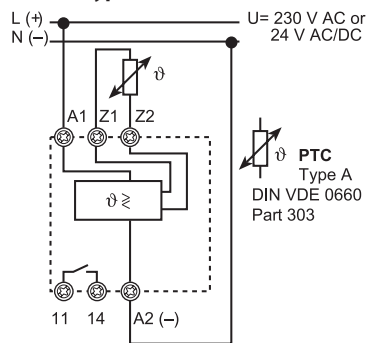 L (+)
N (–)
U= 230 V AC or
24 V AC/DC
ϑ
A1 Z1 Z2
ϑ ≷
ϑ PTC
Type A
DIN VDE 0660
Part 303
11 14 A2 (–)